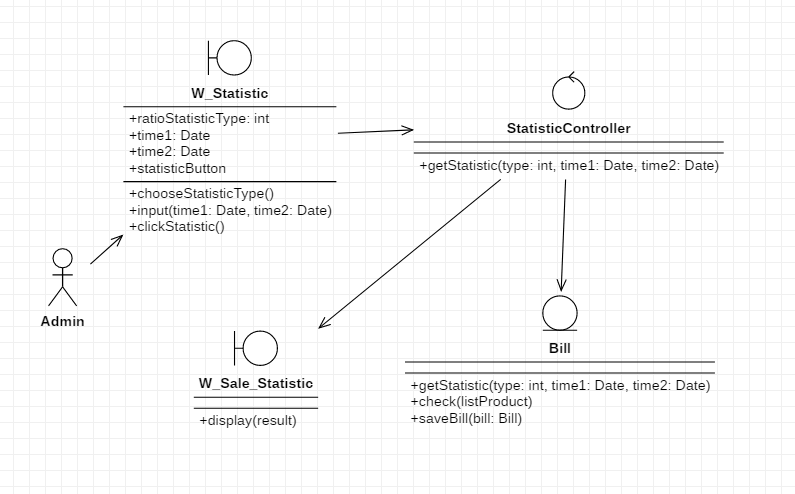 W_Statistic
+ratioStatisticType: int
+time1: Date
+time2: Date
+statisticButton
+chooseStatisticType()
+input(time1: Date, time2: Date)
+clickStatistic()
StatisticController
+getStatistic(type: int, time1: Date, time2: Date)
Admin
W_Sale_Statistic
+display(result)
Bill
+getStatistic(type: int, time1: Date, time2: Date)
+check(listProduct)
+saveBill(bill: Bill)